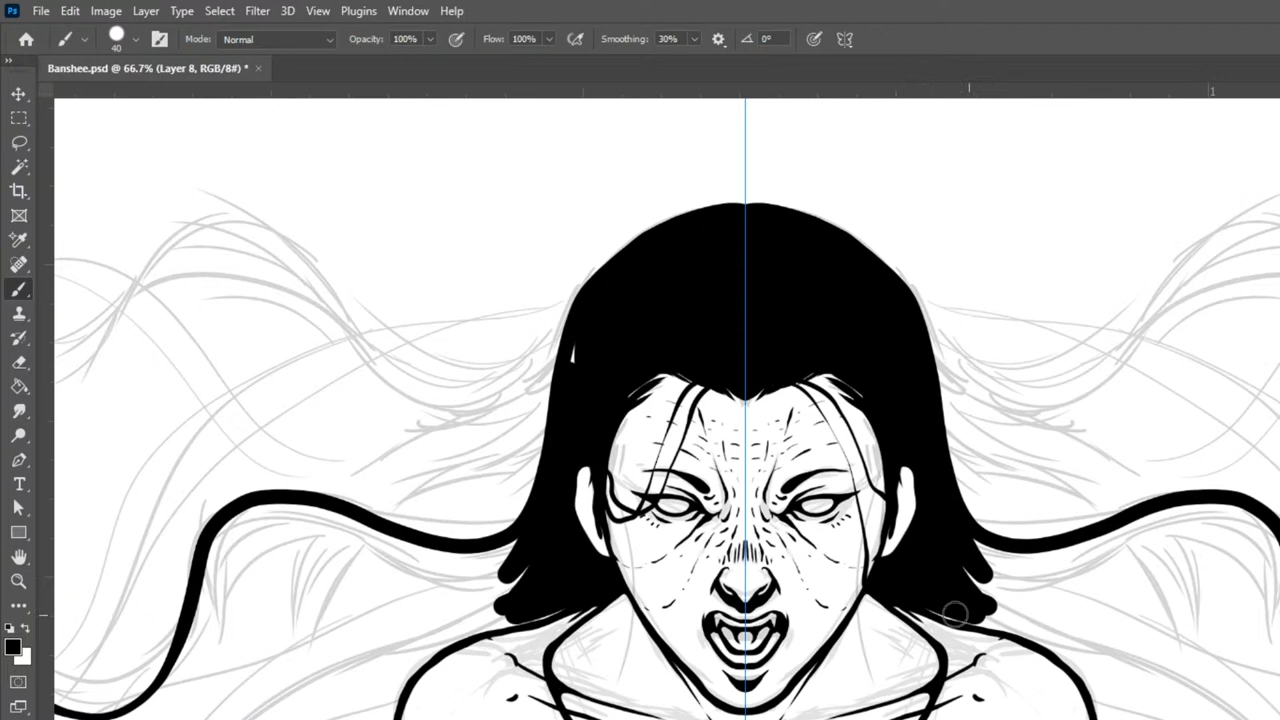 Ps File Edit Image Layer Type Select Filter 3D View Plugins Window Help
40 Mode: Normal Opacity: 100% Flow: 100% Smoothing: 30% 0°
Banshee.psd @ 66.7% (Layer 8, RGB/8#) * ×
1